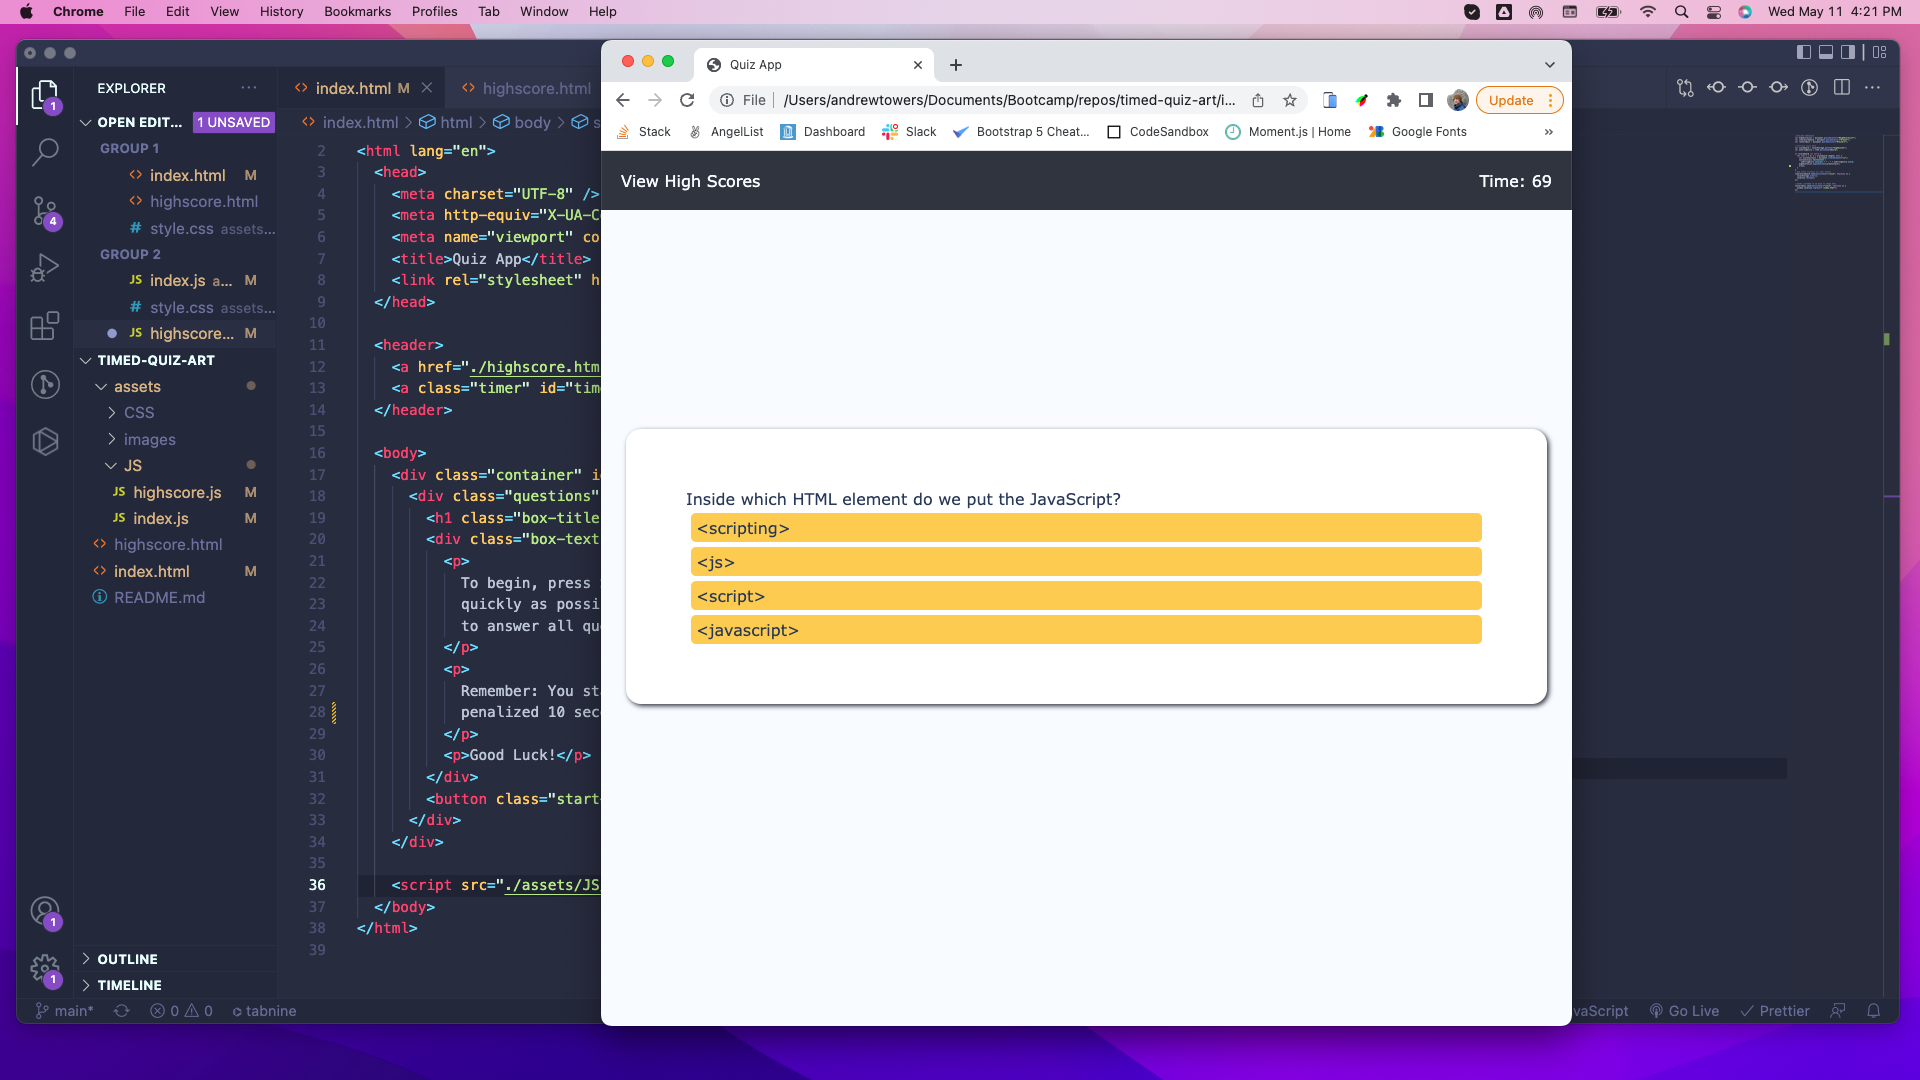 Chrome File Edit View History Bookmarks Profiles Tab Window Help Wed May 11 4:21 PM
EXPLORER
OPEN EDIT... 1 UNSAVED
GROUP 1
index.html M
highscore.html
style.css assets...
GROUP 2
JS index.js a... M
# style.css assets...
JS highscore... M
TIMED-QUIZ-ART
assets
CSS
images
JS
JS highscore.js M
JS index.js M
highscore.html
index.html M
README.md
OUTLINE
TIMELINE
1
4
1
1
index.html M highscore.html
index.html > html > body > s
2 <html lang="en">
3 <head>
4 <meta charset="UTF-8" />
5 <meta http-equiv="X-UA-C
6 <meta name="viewport" co
7 <title>Quiz App</title>
8 <link rel="stylesheet" h
9 </head>
10
11 <header>
12 <a href="./highscore.htm
13 <a class="timer" id="tim
14 </header>
15
16 <body>
17 <div class="container" i
18 <div class="questions"
19 <h1 class="box-title
20 <div class="box-text
21 <p>
22 To begin, press
23 quickly as possi
24 to answer all qu
25 </p>
26 <p>
27 Remember: You st
28 penalized 10 sec
29 </p>
30 <p>Good Luck!</p>
31 </div>
32 <button class="start
33 </div>
34 </div>
35
36 <script src="./assets/JS
37 </body>
38 </html>
39
main* 0 0 tabnine
vaScript Go Live Prettier
Quiz App
File /Users/andrewtowers/Documents/Bootcamp/repos/timed-quiz-art/i... Update
Stack AngelList Dashboard Slack Bootstrap 5 Cheat... CodeSandbox Moment.js | Home Google Fonts »
View High Scores Time: 69
Inside which HTML element do we put the JavaScript?
<scripting>
<js>
<script>
<javascript>